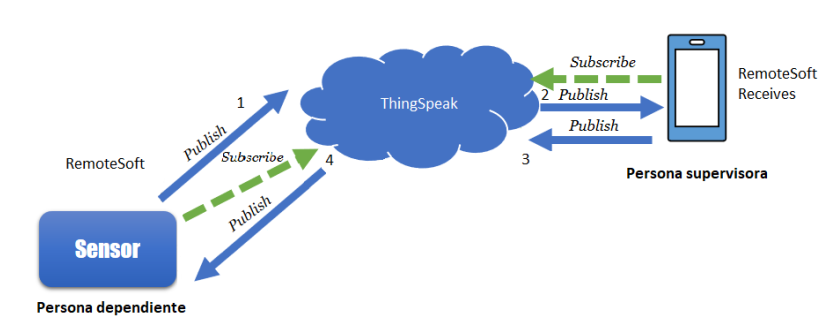 Subscribe
RemoteSoft
Receives
ThingSpeak
1
2 Publish
Publish
Publish
Subscribe
4
3
RemoteSoft
Persona supervisora
Publish
Sensor
Persona dependiente